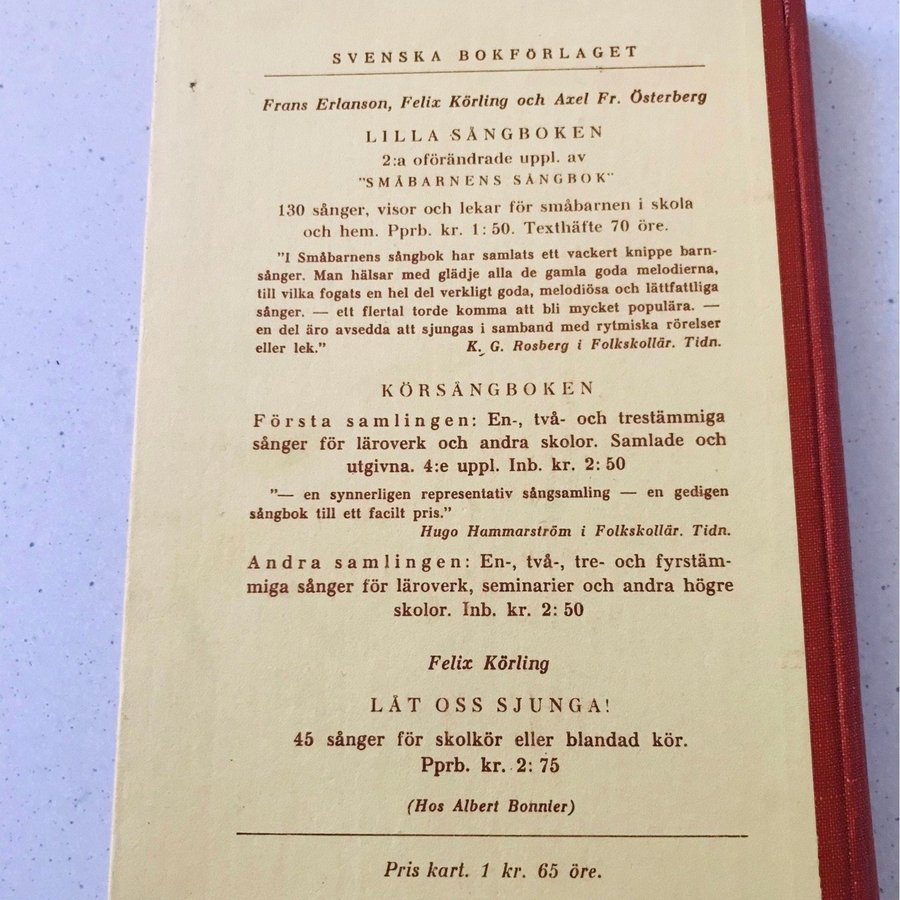 SVENSKA BOKFÖRLAGET
Frans Erlanson, Felix Körling och Axel Fr. Österberg
LILLA SÅNGBOKEN
2:a oförändrade uppl. av
"SMÅBARNENS SÅNGBOK"
130 sånger, visor och lekar för småbarnen i skola
och hem. Pprb. kr. 1:50. Texthäfte 70 öre.
"I Småbarnens sångbok har samlats ett vackert knippe barn-
sånger. Man hälsar med glädje alla de gamla goda melodierna,
till vilka fogats en hel del verkligt goda, melodiösa och lättfattliga
sånger. — ett flertal torde komma att bli mycket populära. —
en del äro avsedda att sjungas i samband med rytmiska rörelser
eller lek." K. G. Rosberg i Folkskollär. Tidn.
KÖRSÅNGBOKEN
Första samlingen: En-, två- och trestämmiga
sånger för läroverk och andra skolor. Samlade och
utgivna. 4:e uppl. Inb. kr. 2:50
"— en synnerligen representativ sångsamling — en gedigen
sångbok till ett facilt pris."
Hugo Hammarström i Folkskollär. Tidn.
Andra samlingen: En-, två-, tre- och fyrstäm-
miga sånger för läroverk, seminarier och andra högre
skolor. Inb. kr. 2:50
Felix Körling
LÅT OSS SJUNGA!
45 sånger för skolkör eller blandad kör.
Pprb. kr. 2:75
(Hos Albert Bonnier)
Pris kart. 1 kr. 65 öre.